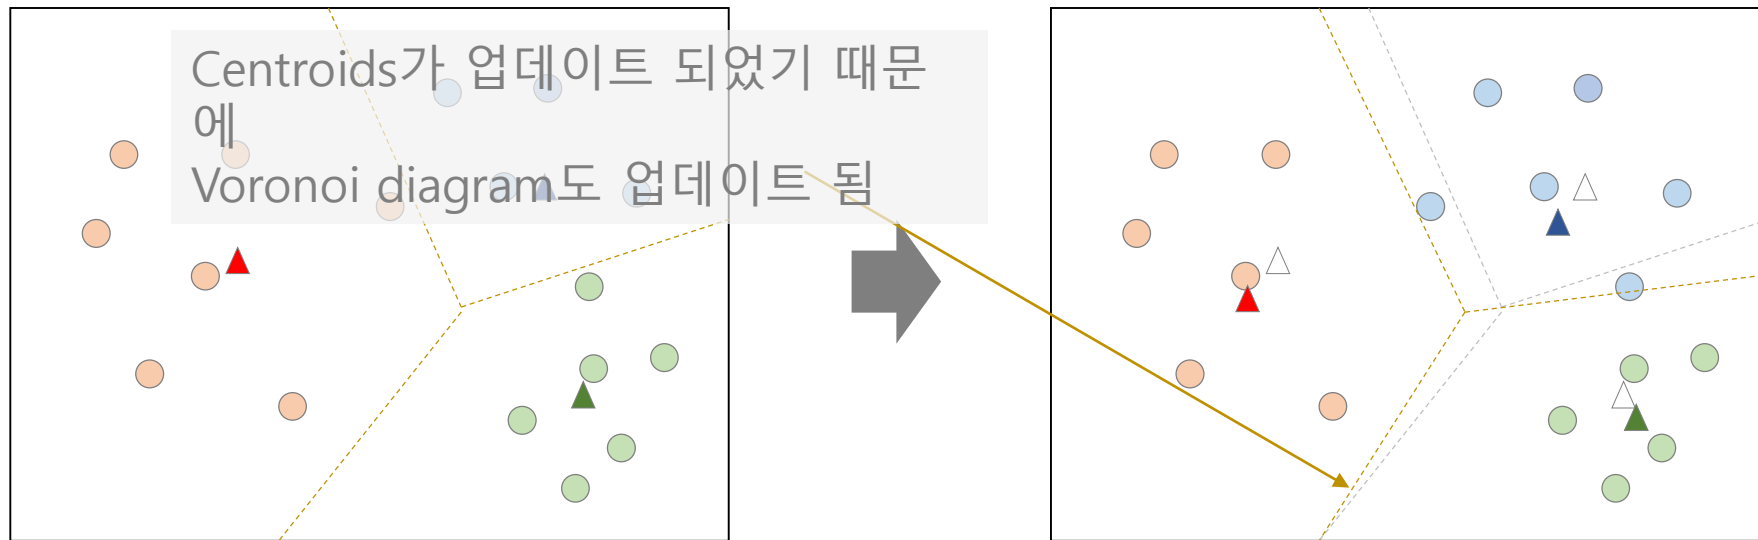 Centroids가 업데이트 되었기 때문
에
Voronoi diagram도 업데이트 됨